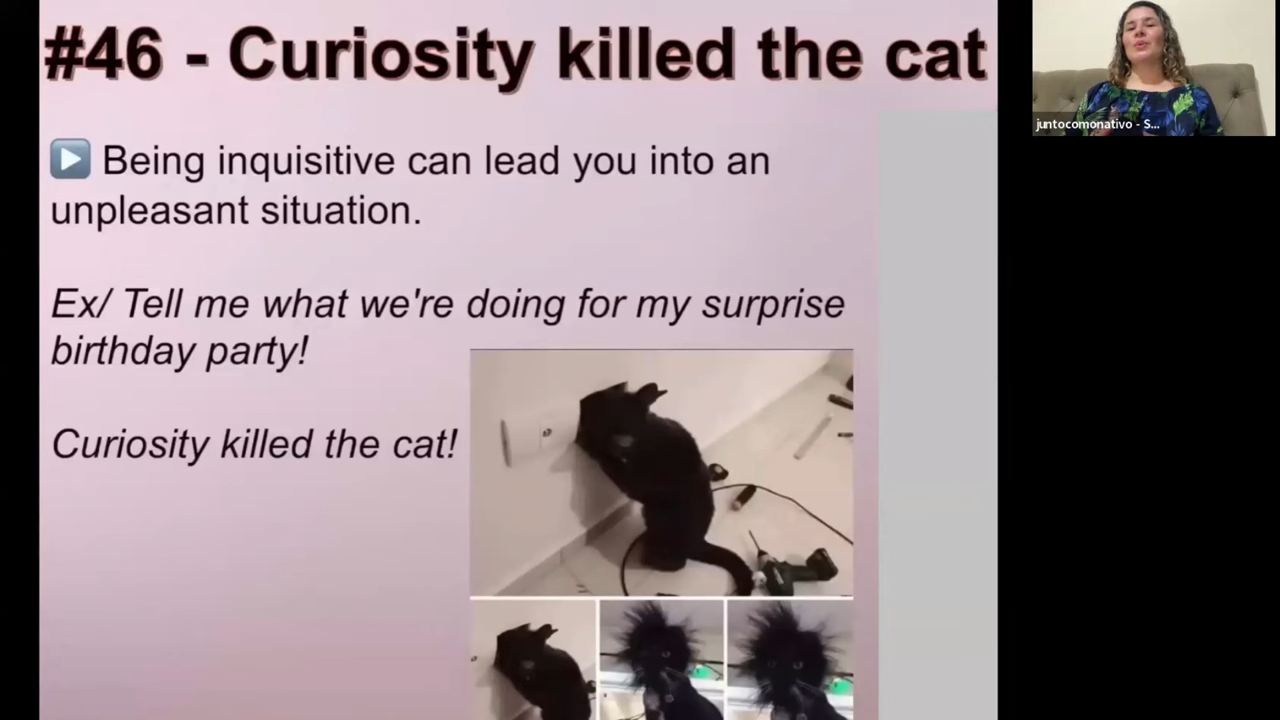 #46 - Curiosity killed the cat
Being inquisitive can lead you into an
unpleasant situation.
Ex/ Tell me what we're doing for my surprise
birthday party!
Curiosity killed the cat!
juntocomonativo - S...